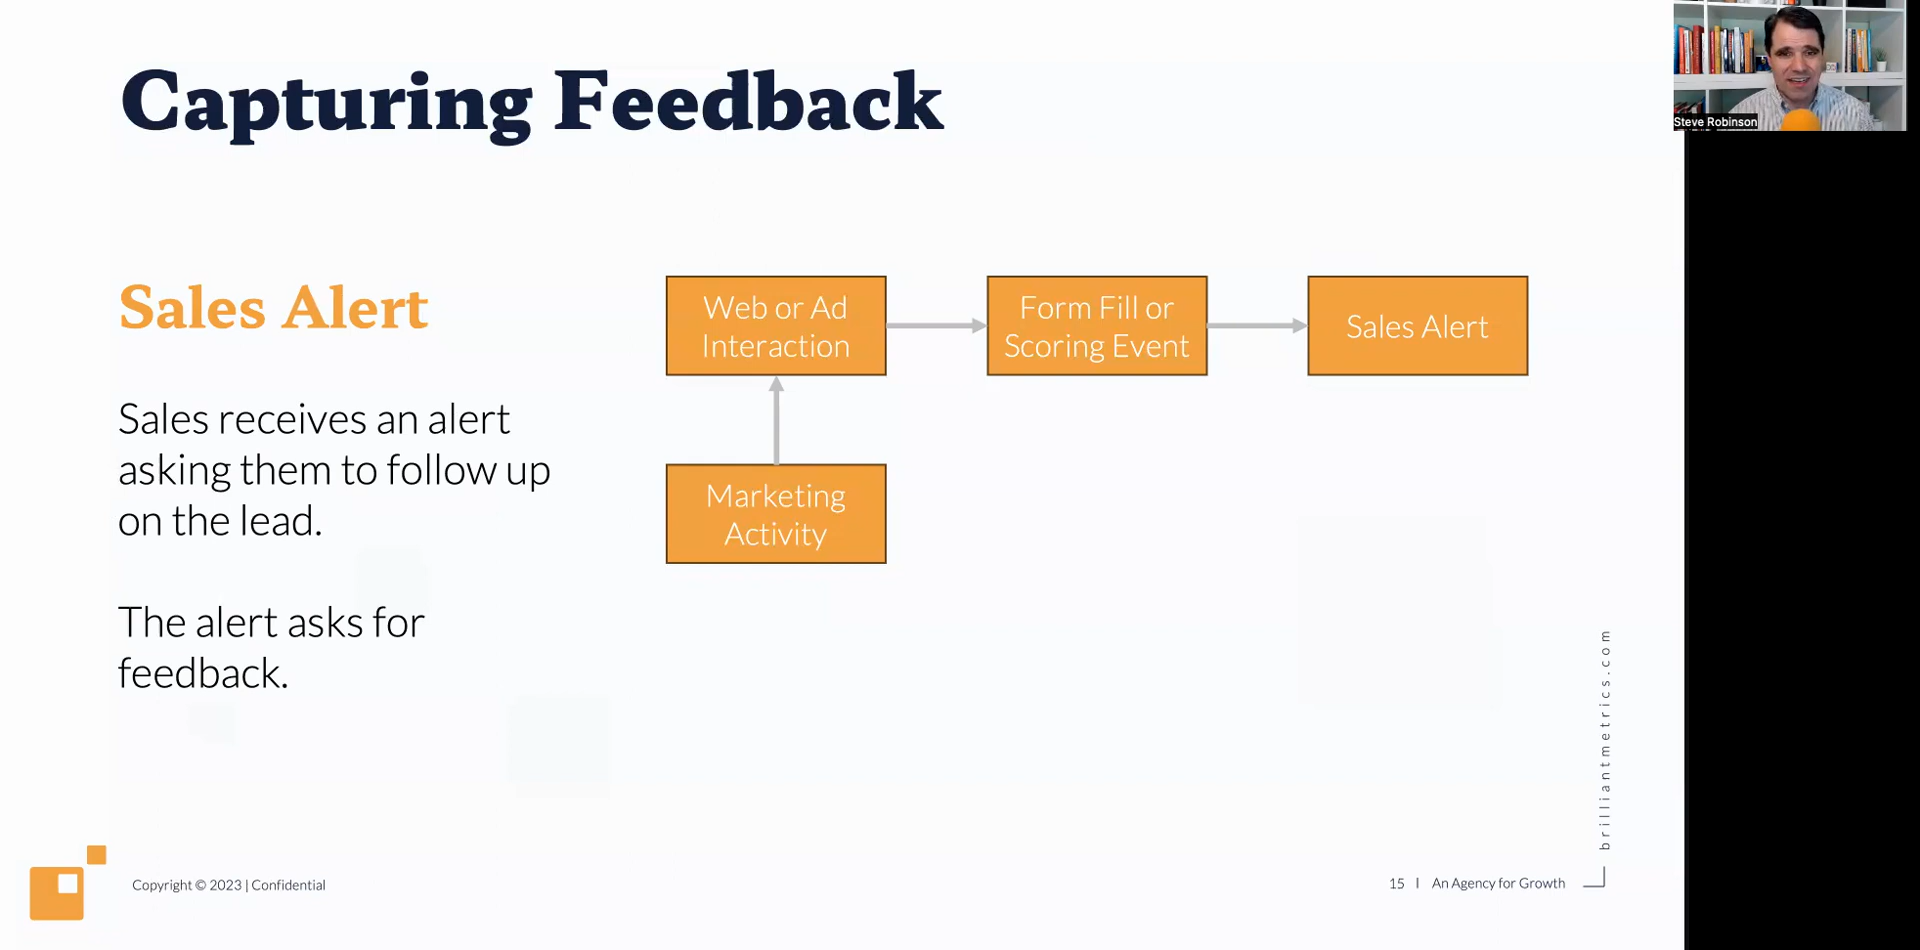 Capturing Feedback
Steve Robinson
Sales Alert
Sales receives an alert
asking them to follow up
on the lead.
The alert asks for
feedback.
Web or Ad
Interaction
Form Fill or
Scoring Event
Sales Alert
Marketing
Activity
brilliantmetrics.com
Copyright © 2023 | Confidential
15 | An Agency for Growth